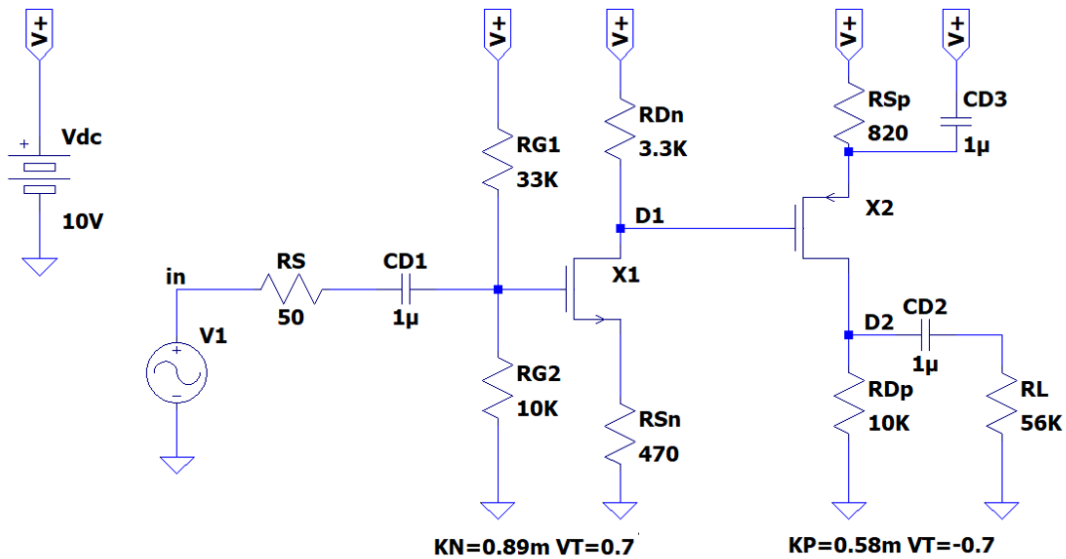 V+
V+
V+
V+
V+
Vdc
10V
RG1
33K
RDn
3.3K
RSp
820
CD3
1µ
D1
X2
in
RS
50
CD1
1µ
X1
V1
RG2
10K
RSn
470
D2
CD2
1µ
RDp
10K
RL
56K
KN=0.89m VT=0.7
KP=0.58m VT=-0.7